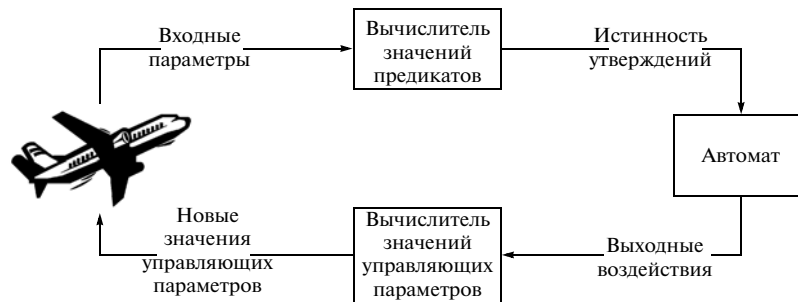 Входные
параметры
Вычислитель
значений
предикатов
Истинность
утверждений
Автомат
Новые
значения
управляющих
параметров
Вычислитель
значений
управляющих
параметров
Выходные
воздействия